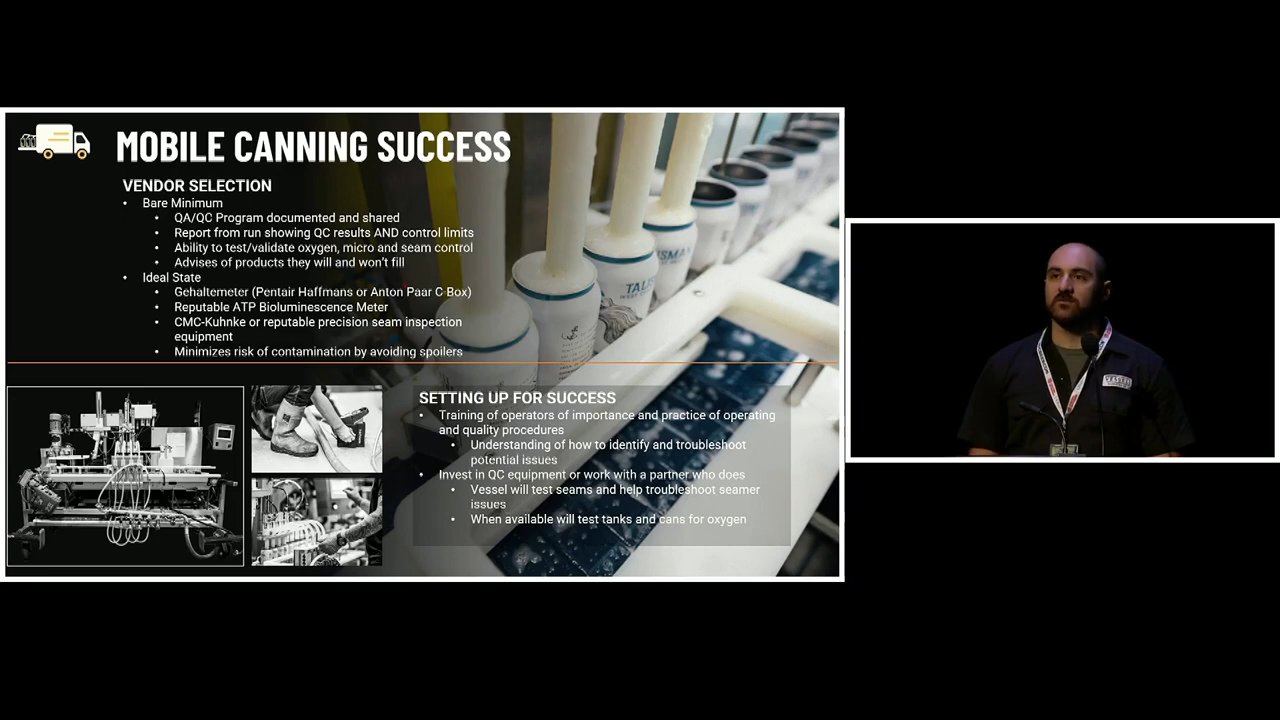 MOBILE CANNING SUCCESS
VENDOR SELECTION
• Bare Minimum
• QA/QC Program documented and shared
• Report from run showing QC results AND control limits
• Ability to test/validate oxygen, micro and seam control
• Advises of products they will and won't fill
• Ideal State
• Gehaltemeter (Pentair Haffmans or Anton Paar C-Box)
• Reputable ATP Bioluminescence Meter
• CMC-Kuhnke or reputable precision seam inspection
equipment
• Minimizes risk of contamination by avoiding spoilers
SETTING UP FOR SUCCESS
• Training of operators of importance and practice of operating
and quality procedures
• Understanding of how to identify and troubleshoot
potential issues
• Invest in QC equipment or work with a partner who does
• Vessel will test seams and help troubleshoot seamer
issues
• When available will test tanks and cans for oxygen
VESSEL